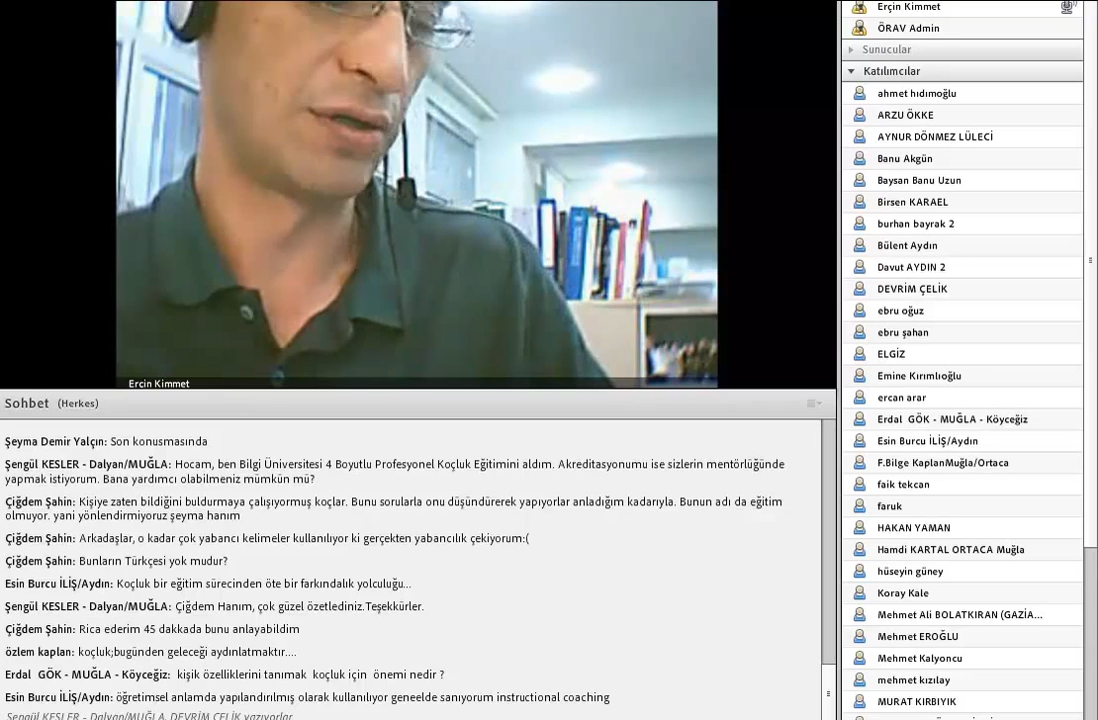 Erçin Kimmet
ÖRAV Admin
Sunucular
Katılımcılar
ahmet hıdımoğlu
ARZU ÖKKE
AYNUR DÖNMEZ LÜLECİ
Banu Akgün
Baysan Banu Uzun
Birsen KARAEL
burhan bayrak 2
Bülent Aydın
Davut AYDIN 2
DEVRİM ÇELİK
ebru oğuz
ebru şahan
ELGİZ
Emine Kırımlıoğlu
ercan arar
Erdal  GÖK - MUĞLA - Köyceğiz
Esin Burcu İLİŞ/Aydın
F.Bilge KaplanMuğla/Ortaca
faik tekcan
faruk
HAKAN YAMAN
Hamdi KARTAL ORTACA Muğla
hüseyin güney
Koray Kale
Mehmet Ali BOLATKIRAN (GAZİA...
Mehmet EROĞLU
Mehmet Kalyoncu
mehmet kızılay
MURAT KIRBIYIK
Erçin Kimmet
Sohbet (Herkes)
Şeyma Demir Yalçın: Son konusmasında
Şengül KESLER - Dalyan/MUĞLA: Hocam, ben Bilgi Üniversitesi 4 Boyutlu Profesyonel Koçluk Eğitimini aldım. Akreditasyonumu ise sizlerin mentörlüğünde
yapmak istiyorum. Bana yardımcı olabilmeniz mümkün mü?
Çiğdem Şahin: Kişiye zaten bildiğini buldurmaya çalışıyormuş koçlar. Bunu sorularla onu düşündürerek yapıyorlar anladığım kadarıyla. Bunun adı da eğitim
olmuyor. yani yönlendirmiyoruz şeyma hanım
Çiğdem Şahin: Arkadaşlar, o kadar çok yabancı kelimeler kullanılıyor ki gerçekten yabancılık çekiyorum:(
Çiğdem Şahin: Bunların Türkçesi yok mudur?
Esin Burcu İLİŞ/Aydın: Koçluk bir eğitim sürecinden öte bir farkındalık yolculuğu...
Şengül KESLER - Dalyan/MUĞLA: Çiğdem Hanım, çok güzel özetlediniz.Teşekkürler.
Çiğdem Şahin: Rica ederim 45 dakkada bunu anlayabildim
özlem kaplan: koçluk;bugünden geleceği aydınlatmaktır....
Erdal  GÖK - MUĞLA - Köyceğiz:  kişik özelliklerini tanımak  koçluk için  önemi nedir ?
Esin Burcu İLİŞ/Aydın: öğretimsel anlamda yapılandırılmış olarak kullanılıyor geneelde sanıyorum instructional coaching
Şengül KESLER - Dalyan/MUĞLA, DEVRİM ÇELİK yazıyorlar